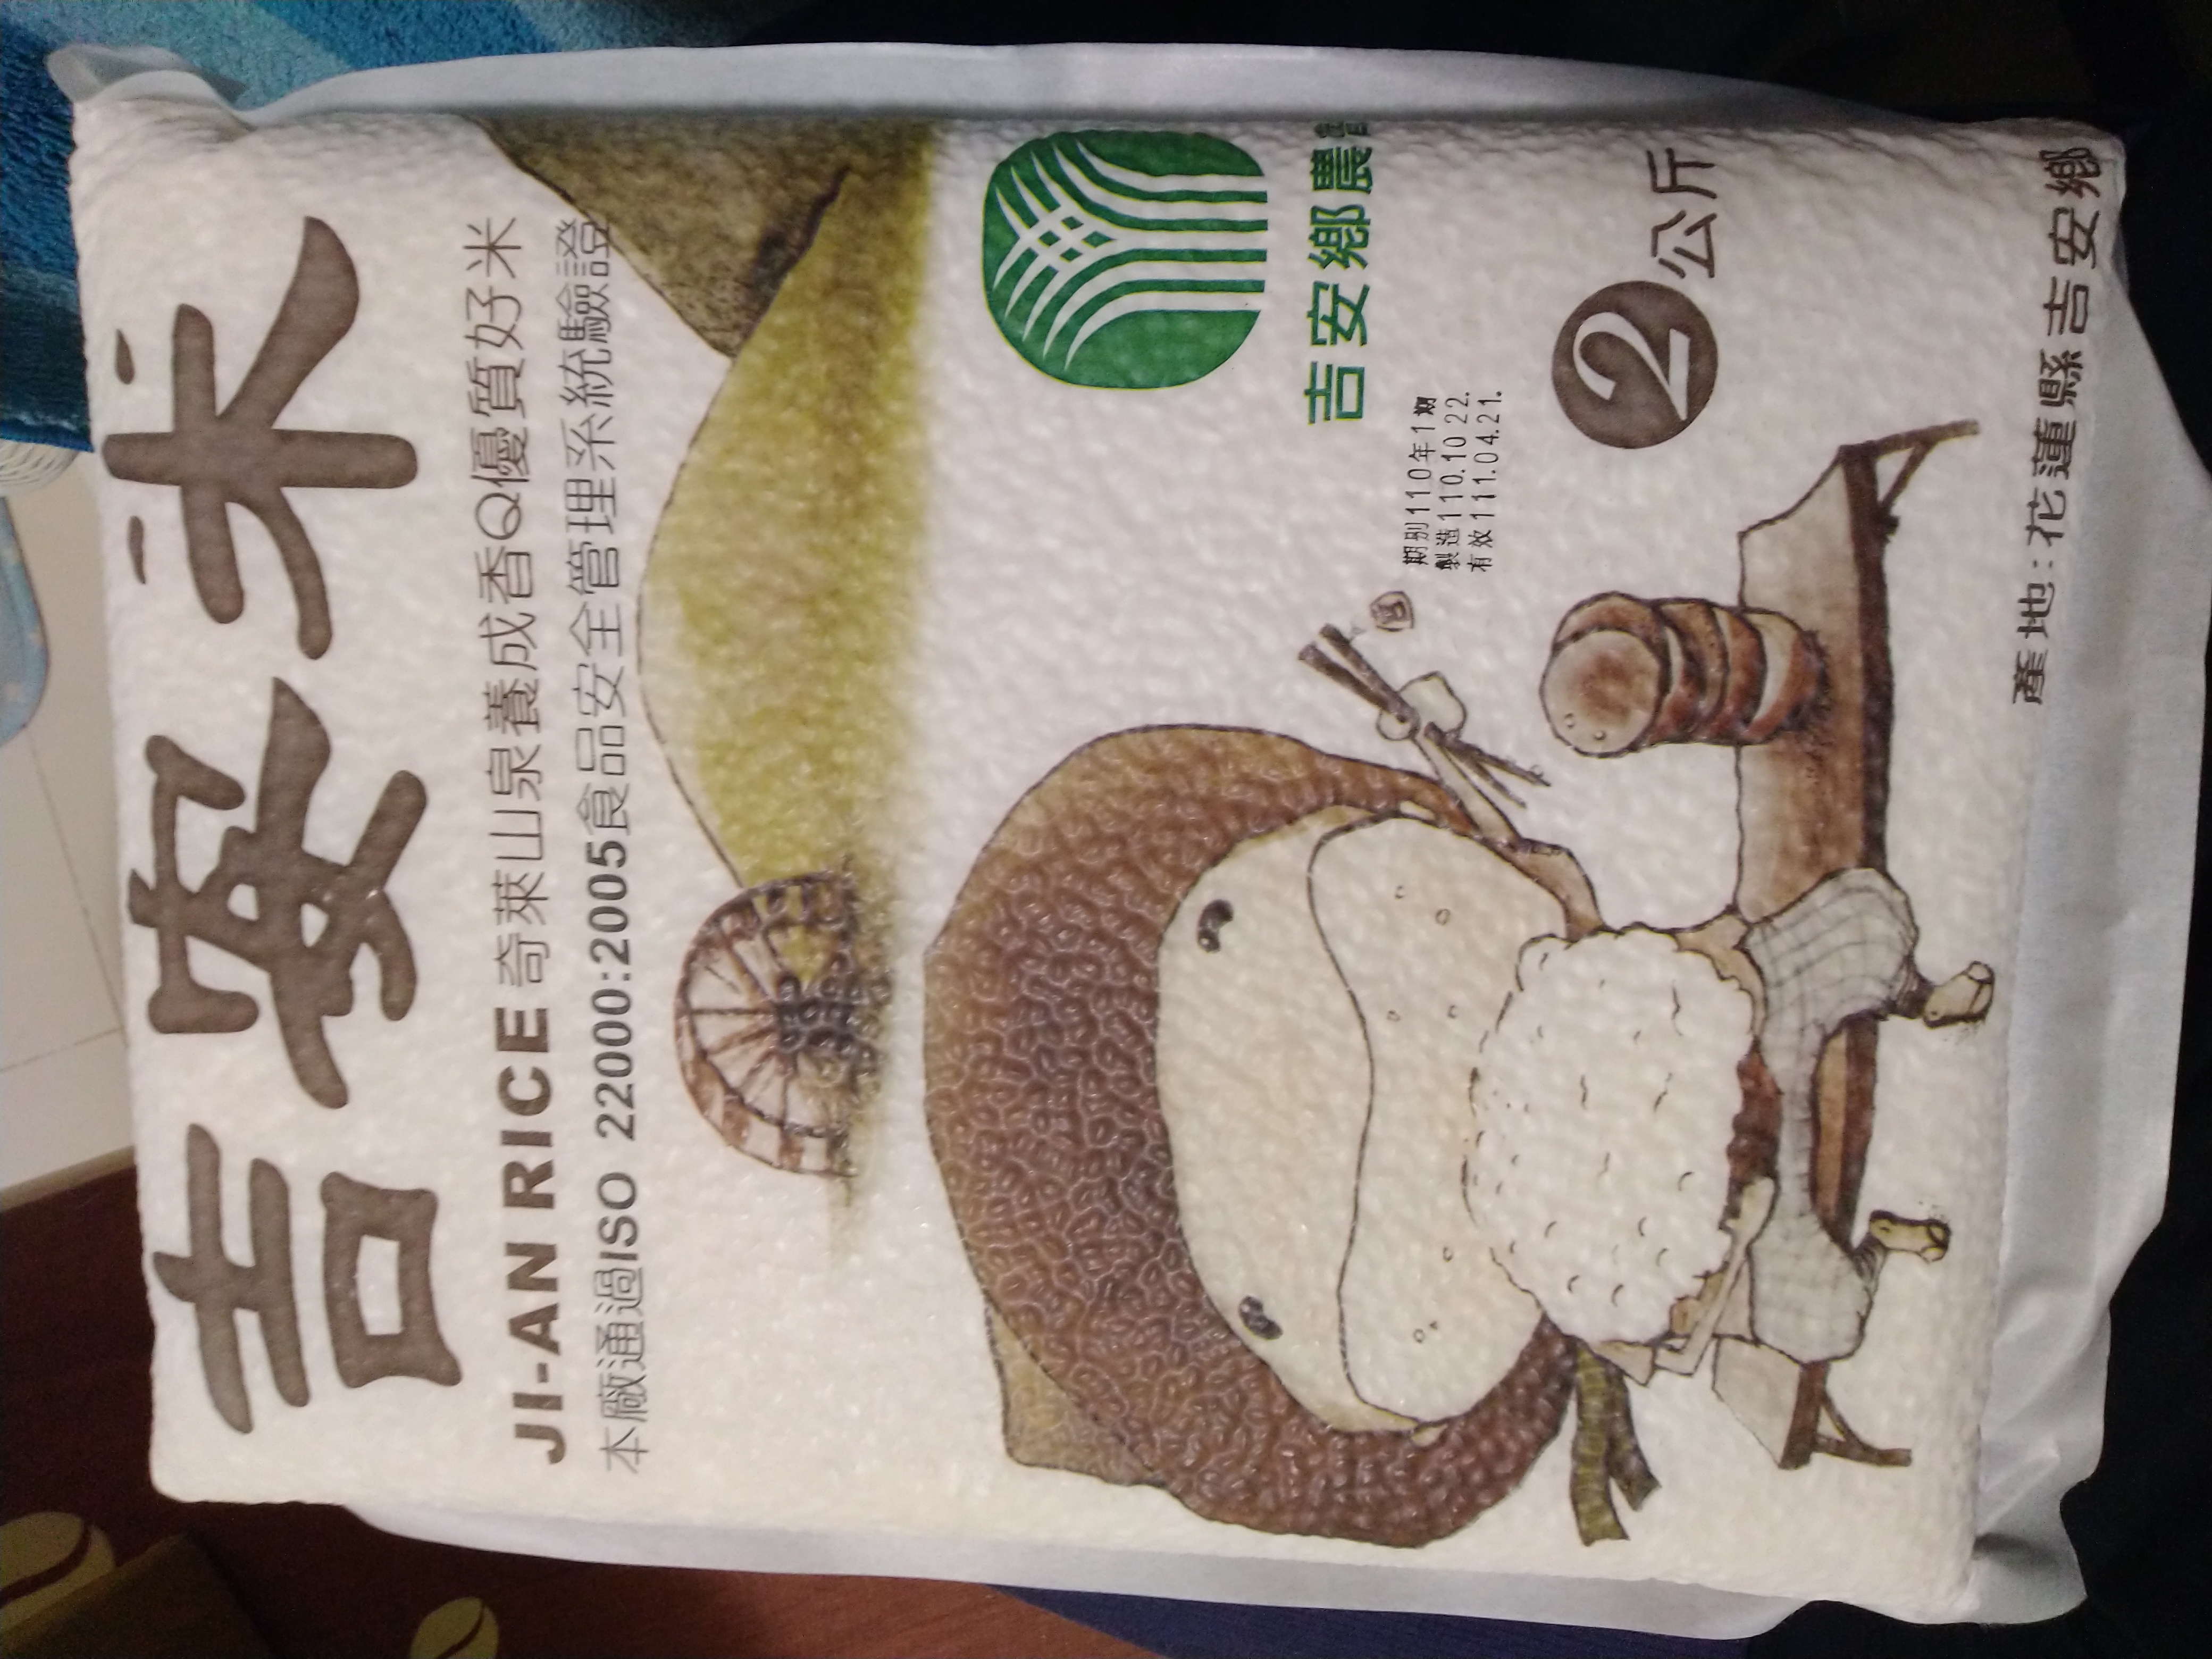 吉安米
JI-AN RICE 奇萊山泉養成香Q優質好米
本廠通過ISO 22000:2005食品安全管理系統驗證
吉安鄉農會
期別110年1期
製造110.10 22.
有效111.04.21.
2公斤
產地:花蓮縣吉安鄉